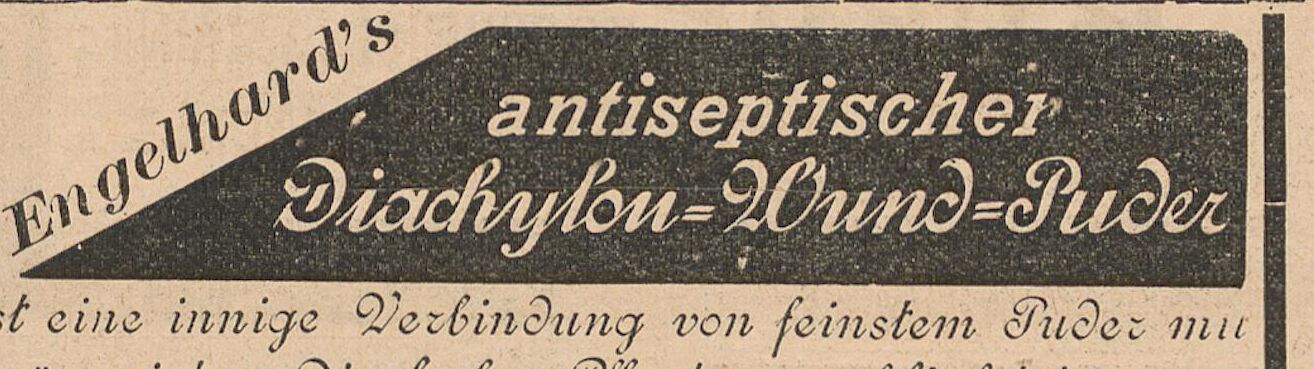 Engelhard's
antiseptischer
Diachylon=Wund=Puder
st eine innige Verbindung von feinstem Puder mit